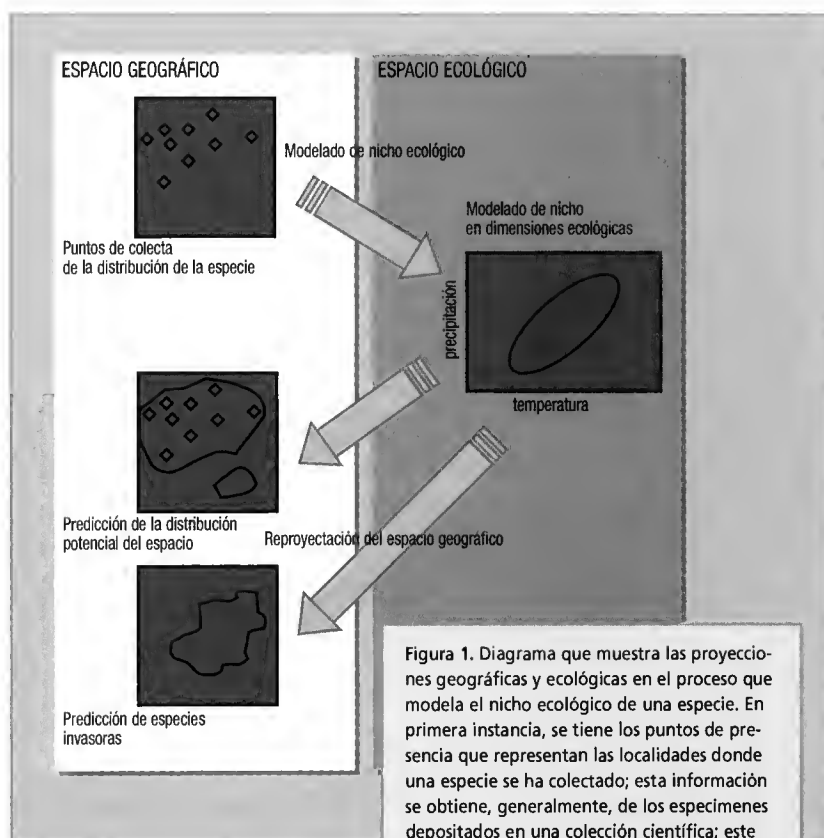 ESPACIO GEOGRÁFICO
ESPACIO ECOLÓGICO
Modelado de nicho ecológico
Puntos de colecta
de la distribución de la especie
Modelado de nicho
en dimensiones ecológicas
precipitación
temperatura
Predicción de la distribución
potencial del espacio
Reproyectación del espacio geográfico
Predicción de especies
invasoras
Figura 1. Diagrama que muestra las proyeccio-
nes geográficas y ecológicas en el proceso que
modela el nicho ecológico de una especie. En
primera instancia, se tiene los puntos de pre-
sencia que representan las localidades donde
una especie se ha colectado; esta información
se obtiene, generalmente, de los especimenes
depositados en una colección científica; este